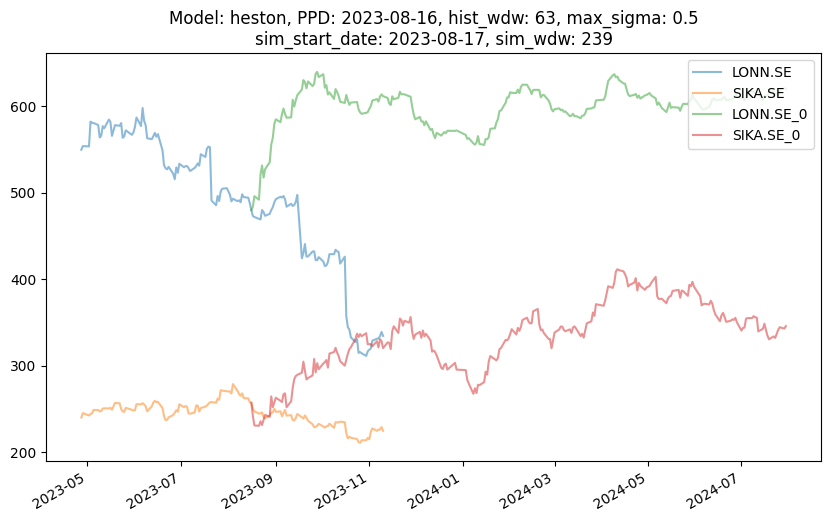 Model: heston, PPD: 2023-08-16, hist_wdw: 63, max_sigma: 0.5
sim_start_date: 2023-08-17, sim_wdw: 239
LONN.SE
SIKA.SE
LONN.SE_0
SIKA.SE_0
600
500
400
300
200
2023-05
2023-07
2023-09
2023-11
2024-01
2024-03
2024-05
2024-07